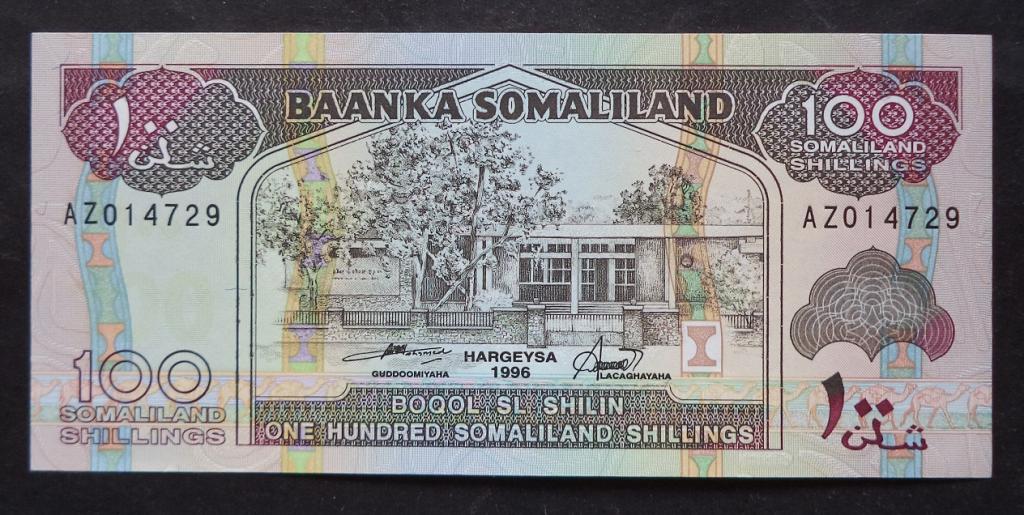 BAANKA SOMALILAND
١٠٠
شلن
100
SOMALILAND
SHILLINGS
AZ014729
AZ014729
HARGEYSA
1996
GUDDOOMIYAHA
LACAGHAYAHA
100
SOMALILAND
SHILLINGS
BOQOL SL SHILIN
ONE HUNDRED SOMALILAND SHILLINGS
١٠٠
شلن